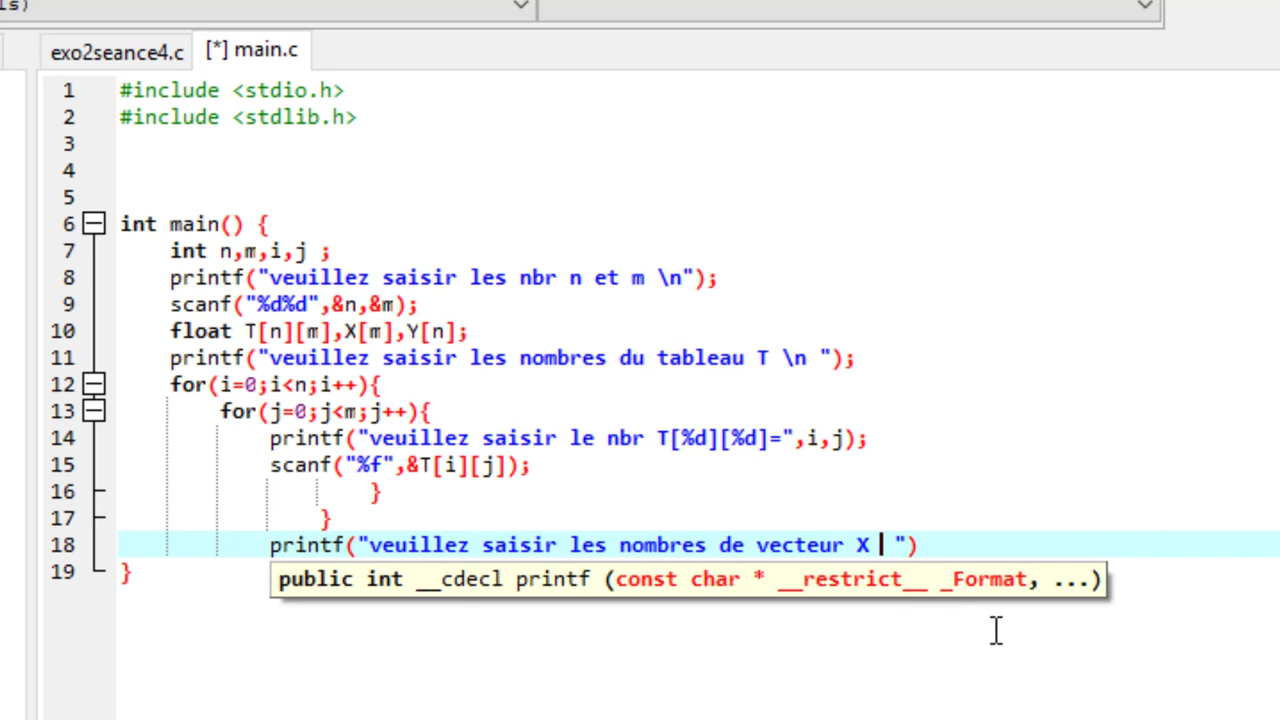 ls)
exo2seance4.c [*] main.c
1 #include <stdio.h>
2 #include <stdlib.h>
3
4
5
6 int main() {
7 int n,m,i,j ;
8 printf("veuillez saisir les nbr n et m \n");
9 scanf("%d%d",&n,&m);
10 float T[n][m],X[m],Y[n];
11 printf("veuillez saisir les nombres du tableau T \n ");
12 for(i=0;i<n;i++){
13 for(j=0;j<m;j++){
14 printf("veuillez saisir le nbr T[%d][%d]=",i,j);
15 scanf("%f",&T[i][j]);
16 }
17 }
18 printf("veuillez saisir les nombres de vecteur X  ")
19 }
public int __cdecl printf (const char * __restrict__ _Format, ...)